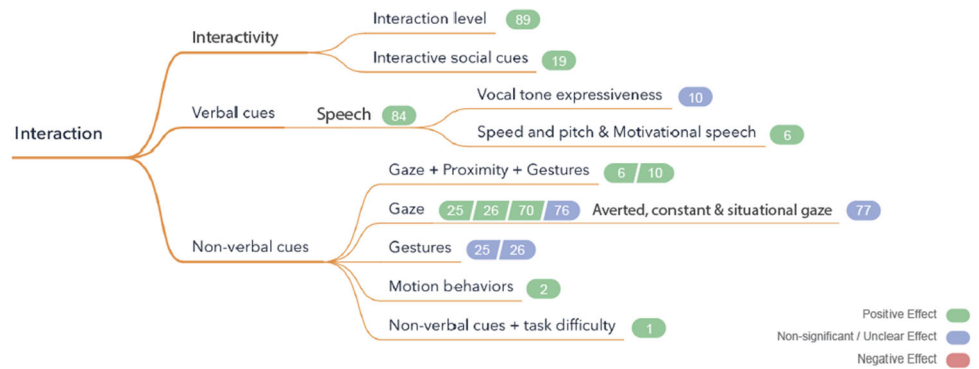 Interaction
Interactivity
Interaction level 89
Interactive social cues 19
Verbal cues
Speech 84
Vocal tone expressiveness 10
Speed and pitch & Motivational speech 6
Non-verbal cues
Gaze + Proximity + Gestures 6 / 10
Gaze 25 / 26 / 70 / 76 Averted, constant & situational gaze 77
Gestures 25 / 26
Motion behaviors 2
Non-verbal cues + task difficulty 1
Positive Effect
Non-significant / Unclear Effect
Negative Effect